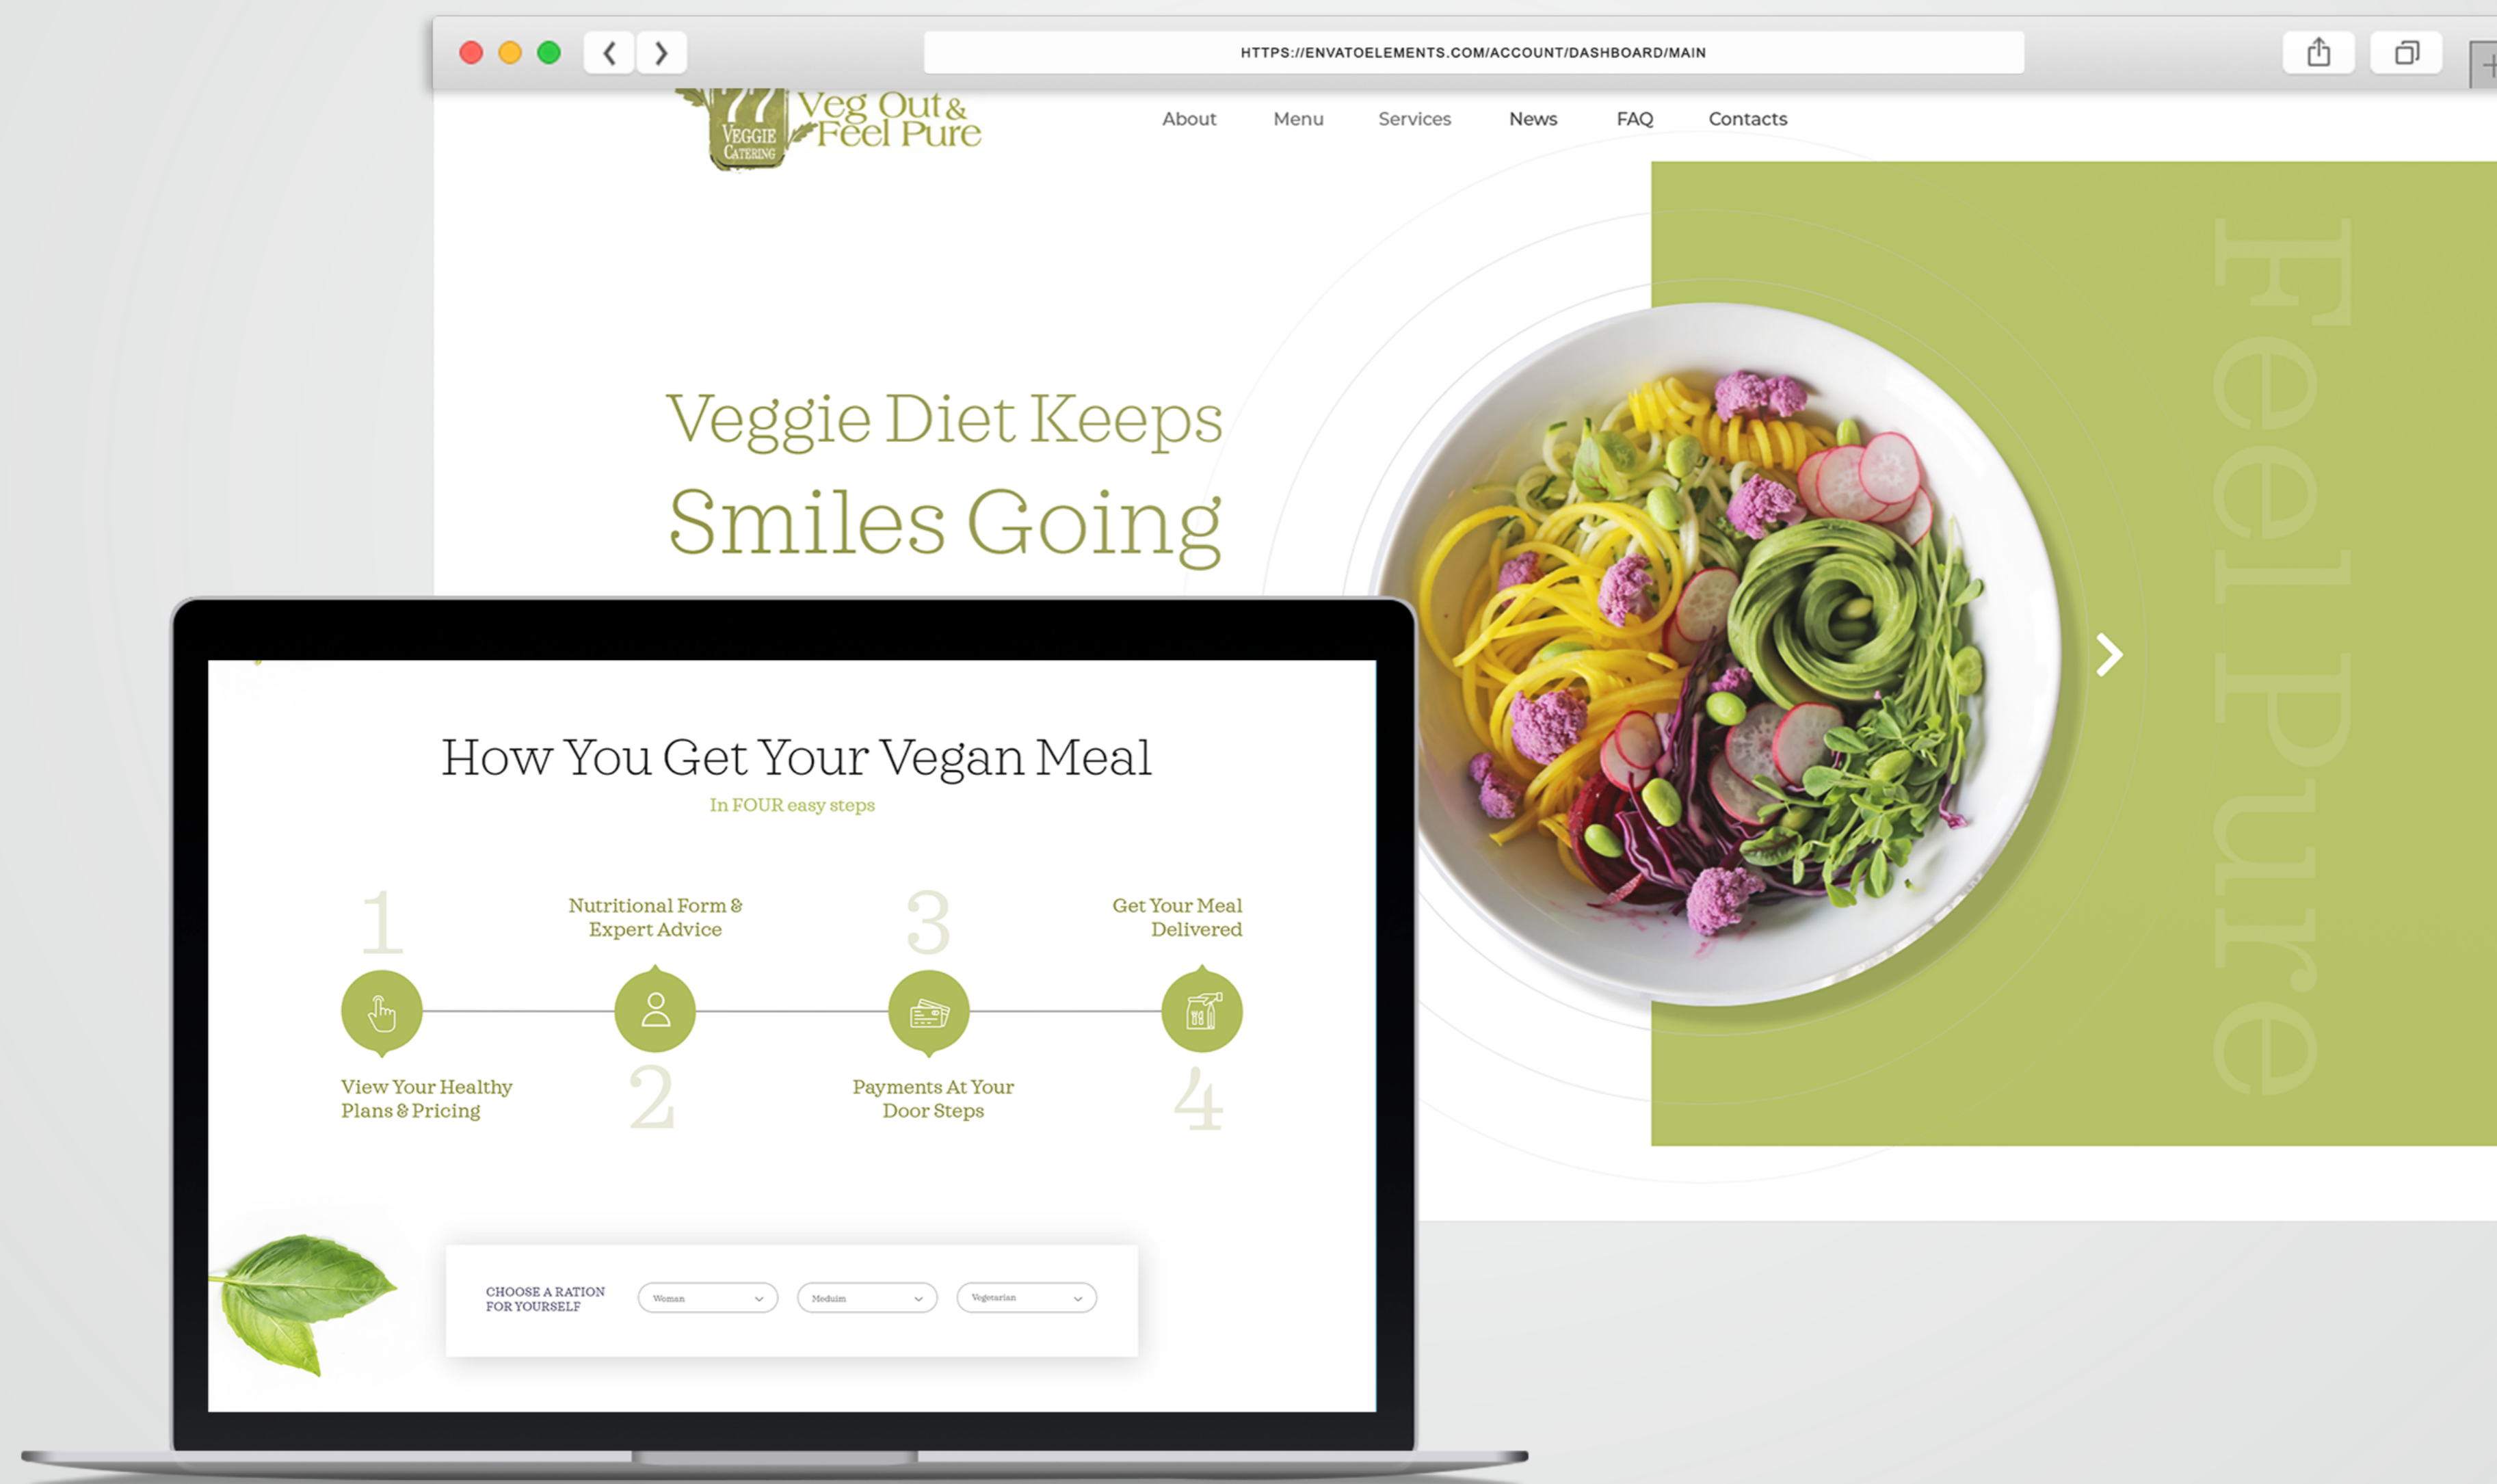 HTTPS://ENVATOELEMENTS.COM/ACCOUNT/DASHBOARD/MAIN
77
VEGGIE
CATERING
Veg Out &
Feel Pure
About Menu Services News FAQ Contacts
Veggie Diet Keeps
Smiles Going
Feel Pure
How You Get Your Vegan Meal
In FOUR easy steps
1
View Your Healthy
Plans & Pricing
Nutritional Form &
Expert Advice
2
3
Payments At Your
Door Steps
Get Your Meal
Delivered
4
CHOOSE A RATION
FOR YOURSELF
Woman
Meduim
Vegetarian